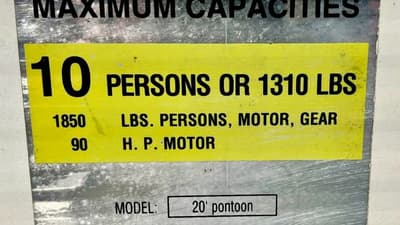 MAXIMUM CAPACITIES
10 PERSONS OR 1310 LBS
1850 LBS. PERSONS, MOTOR, GEAR
90 H. P. MOTOR
MODEL: 20' pontoon